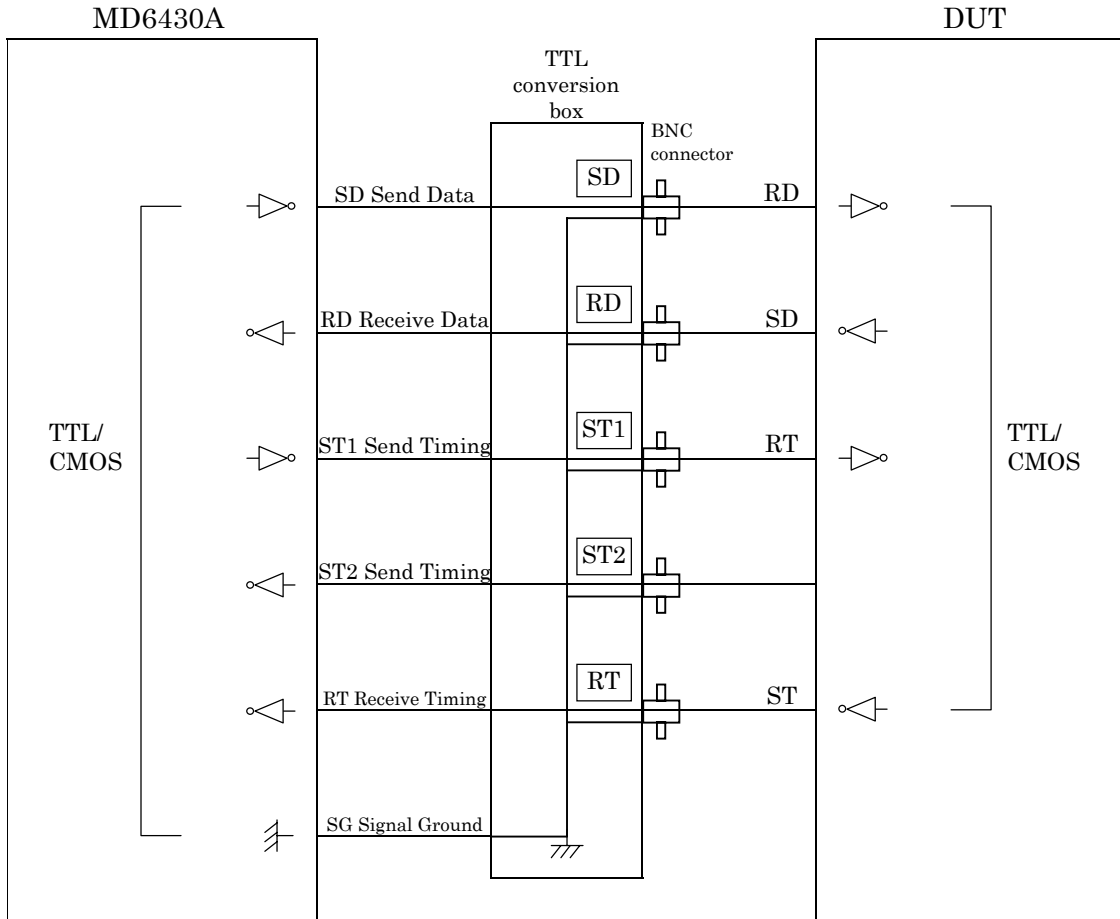 MD6430A
DUT
TTL
conversion
box
BNC
connector
SD
SD Send Data
RD
RD
RD Receive Data
SD
ST1
ST1 Send Timing
RT
TTL/
CMOS
TTL/
CMOS
ST2
ST2 Send Timing
RT
RT Receive Timing
ST
SG Signal Ground